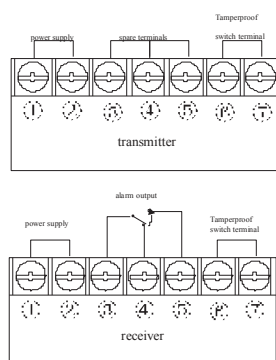 Tamperproof
power supply spare terminals switch terminal
1 2 3 4 5 6 7
transmitter
alarm output
power supply Tamperproof
switch terminal
1 2 3 4 5 6 7
receiver